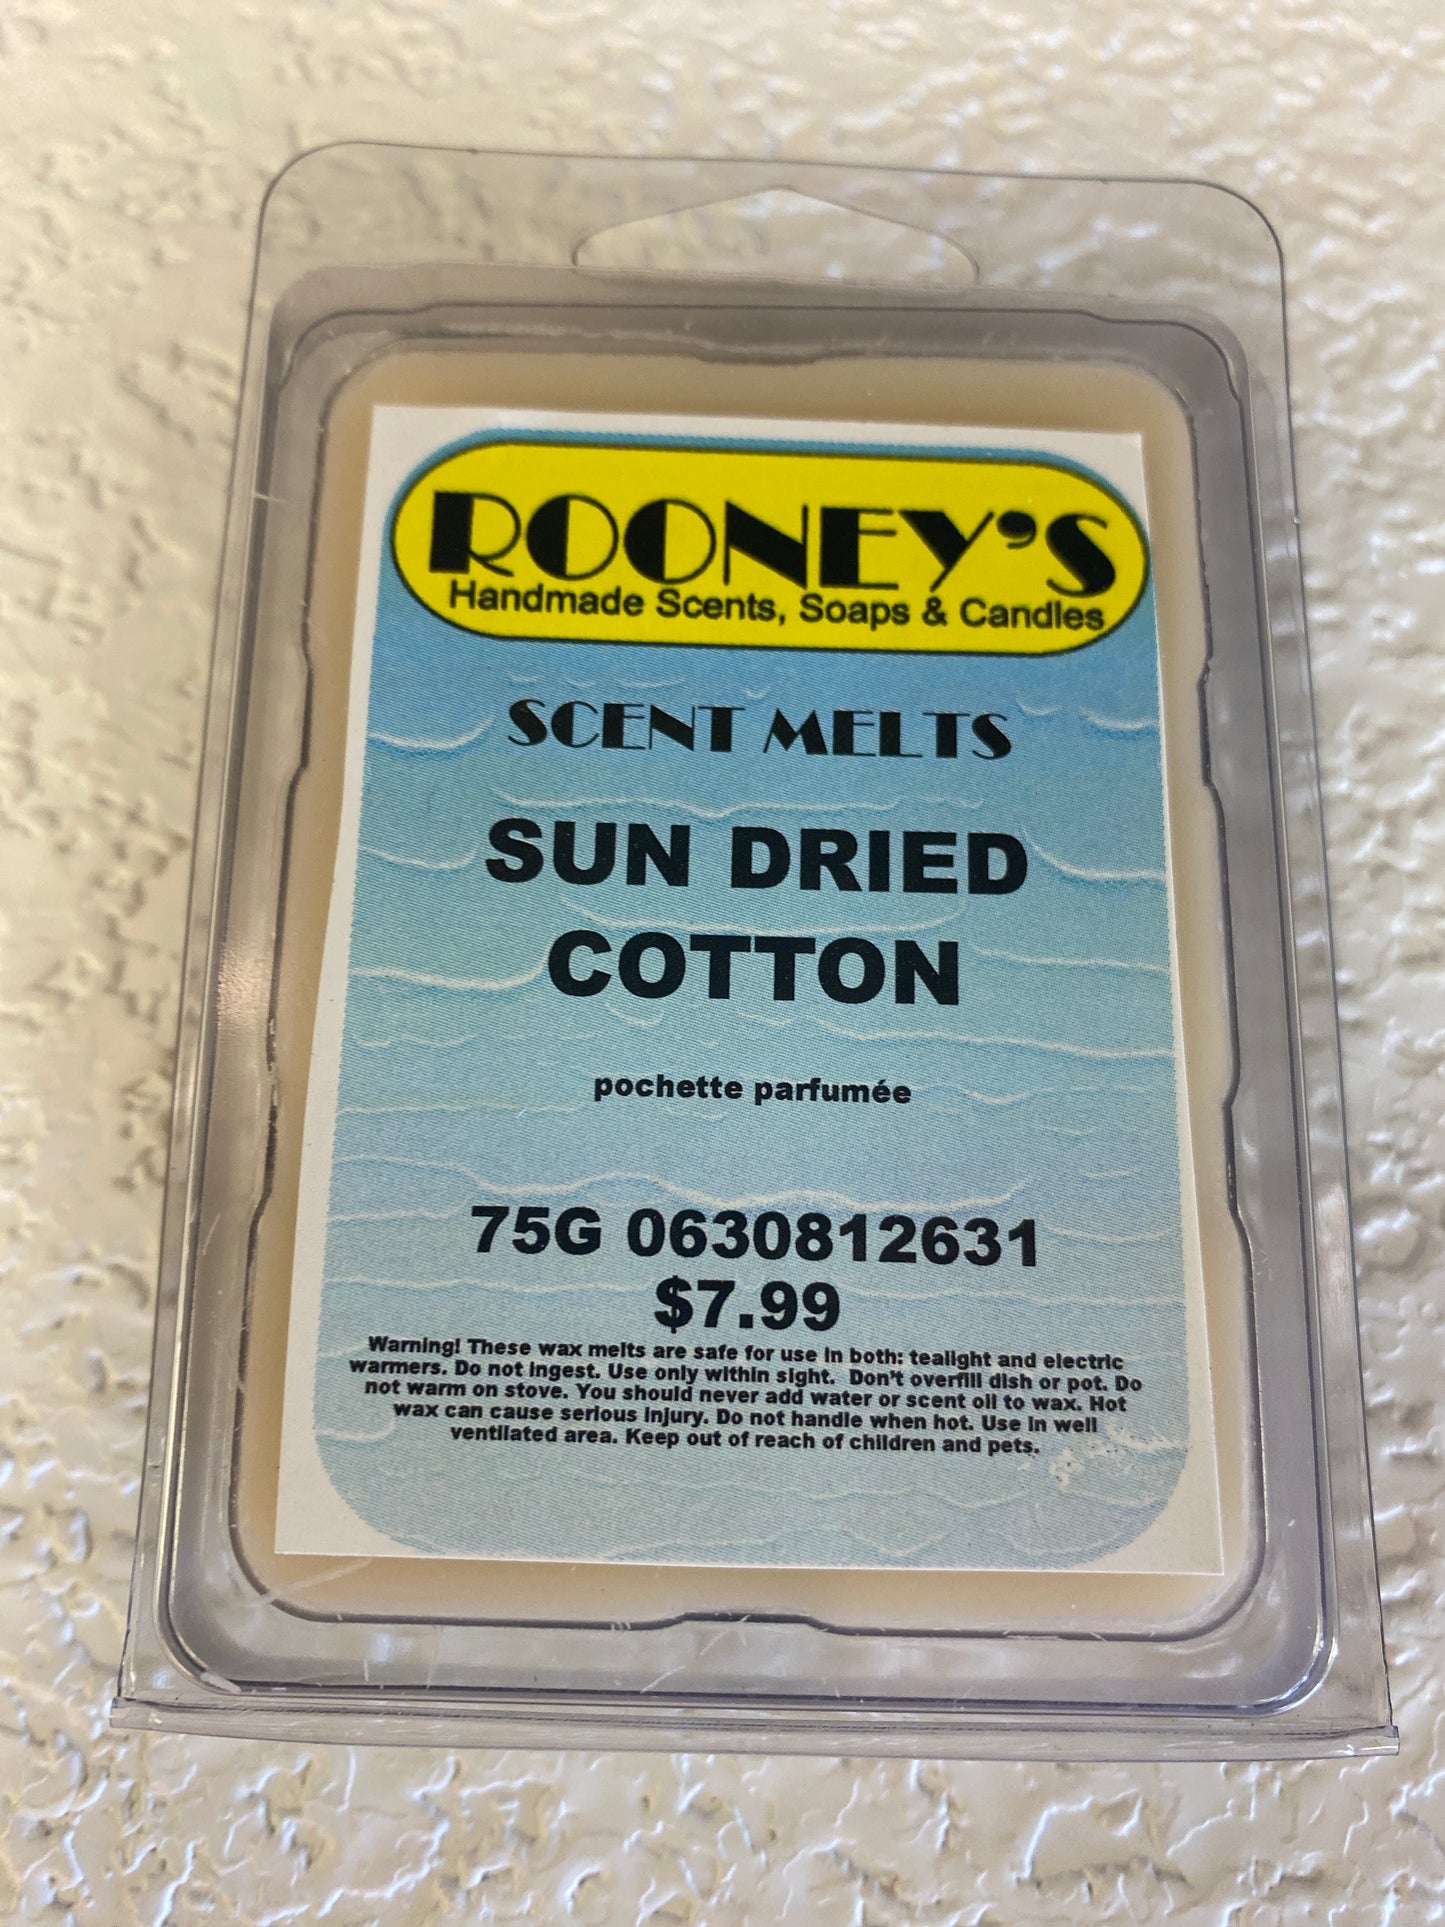 ROONEY'S
Handmade Scents, Soaps & Candles
SCENT MELTS
SUN DRIED
COTTON
pochette parfumée
75G 0630812631
$7.99
Warning! These wax melts are safe for use in both: tealight and electric
warmers. Do not ingest. Use only within sight. Don't overfill dish or pot. Do
not warm on stove. You should never add water or scent oil to wax. Hot
wax can cause serious injury. Do not handle when hot. Use in well
ventilated area. Keep out of reach of children and pets.